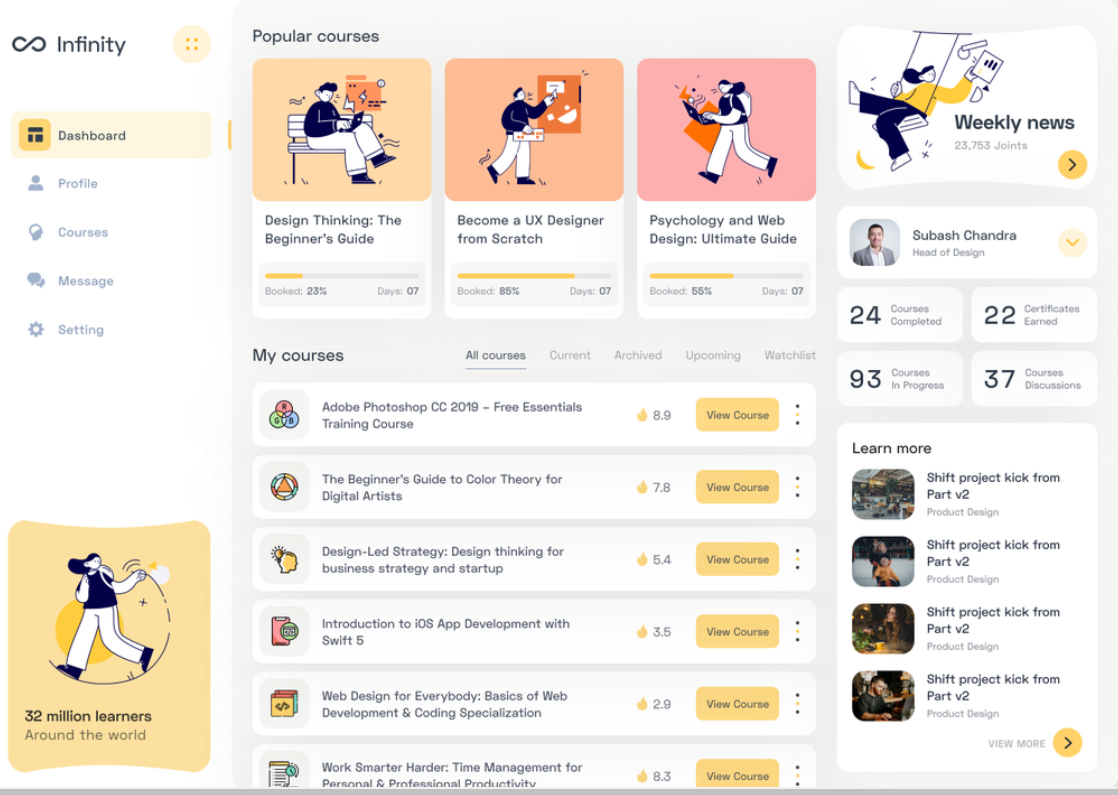 Infinity
Dashboard
Profile
Courses
Message
Setting
32 million learners
Around the world
Popular courses
Design Thinking: The
Beginner's Guide
Booked: 23%
Days: 07
Become a UX Designer
from Scratch
Booked: 85%
Days: 07
Psychology and Web
Design: Ultimate Guide
Booked: 55%
Days: 07
My courses
All courses
Current
Archived
Upcoming
Watchlist
R
G
B
Adobe Photoshop CC 2019 – Free Essentials
Training Course
8.9
View Course
The Beginner's Guide to Color Theory for
Digital Artists
7.8
View Course
Design-Led Strategy: Design thinking for
business strategy and startup
5.4
View Course
Introduction to iOS App Development with
Swift 5
3.5
View Course
Web Design for Everybody: Basics of Web
Development & Coding Specialization
2.9
View Course
Work Smarter Harder: Time Management for
Personal & Professional Productivity
8.3
View Course
Weekly news
23,753 Joints
Subash Chandra
Head of Design
24
Courses
Completed
22
Certificates
Earned
93
Courses
In Progress
37
Courses
Discussions
Learn more
Shift project kick from
Part v2
Product Design
Shift project kick from
Part v2
Product Design
Shift project kick from
Part v2
Product Design
Shift project kick from
Part v2
Product Design
VIEW MORE